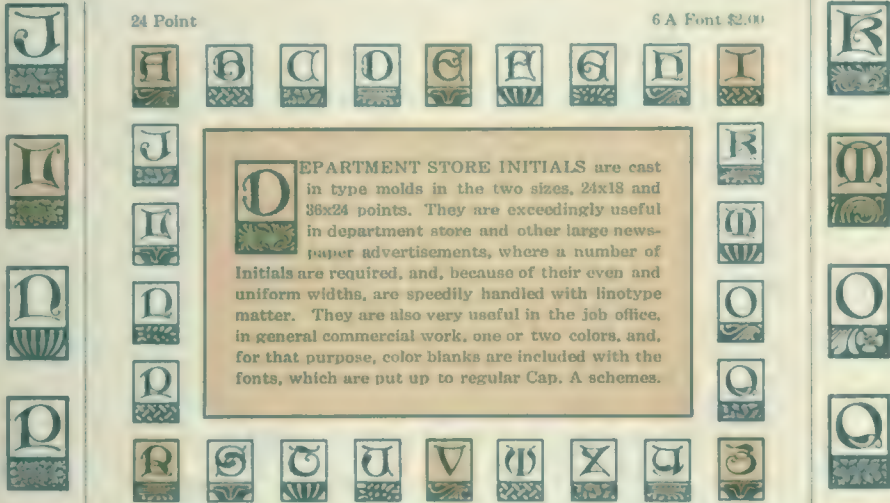 24 Point 6 A Font $2.00
A B C D E F G H I
J K
L M
N O
P Q
R S T U V W X Y Z
J K
L M
N O
P Q
DEPARTMENT STORE INITIALS are cast
in type molds in the two sizes, 24x18 and
36x24 points. They are exceedingly useful
in department store and other large news-
paper advertisements, where a number of
Initials are required, and, because of their even and
uniform widths, are speedily handled with linotype
matter. They are also very useful in the job office,
in general commercial work, one or two colors, and,
for that purpose, color blanks are included with the
fonts, which are put up to regular Cap. A schemes.